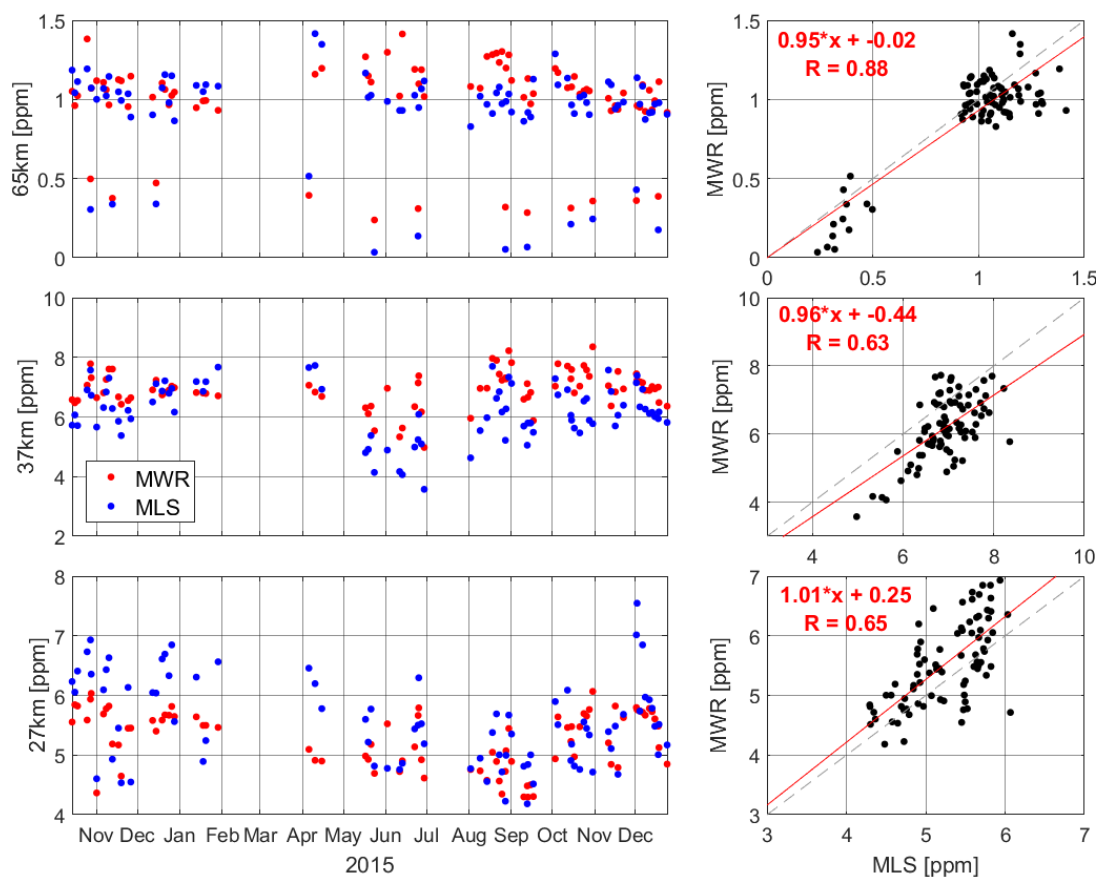 1.5
1
0.5
0
65km [ppm]
1.5
1
0.5
0
MWR [ppm]
0.95*x + -0.02
R = 0.88
0 0.5 1 1.5
10
8
6
4
2
37km [ppm]
MWR
MLS
10
8
6
4
MWR [ppm]
0.96*x + -0.44
R = 0.63
4 6 8 10
8
7
6
5
4
27km [ppm]
Nov Dec Jan Feb Mar Apr May Jun Jul Aug Sep Oct Nov Dec
2015
7
6
5
4
3
MWR [ppm]
1.01*x + 0.25
R = 0.65
3 4 5 6 7
MLS [ppm]